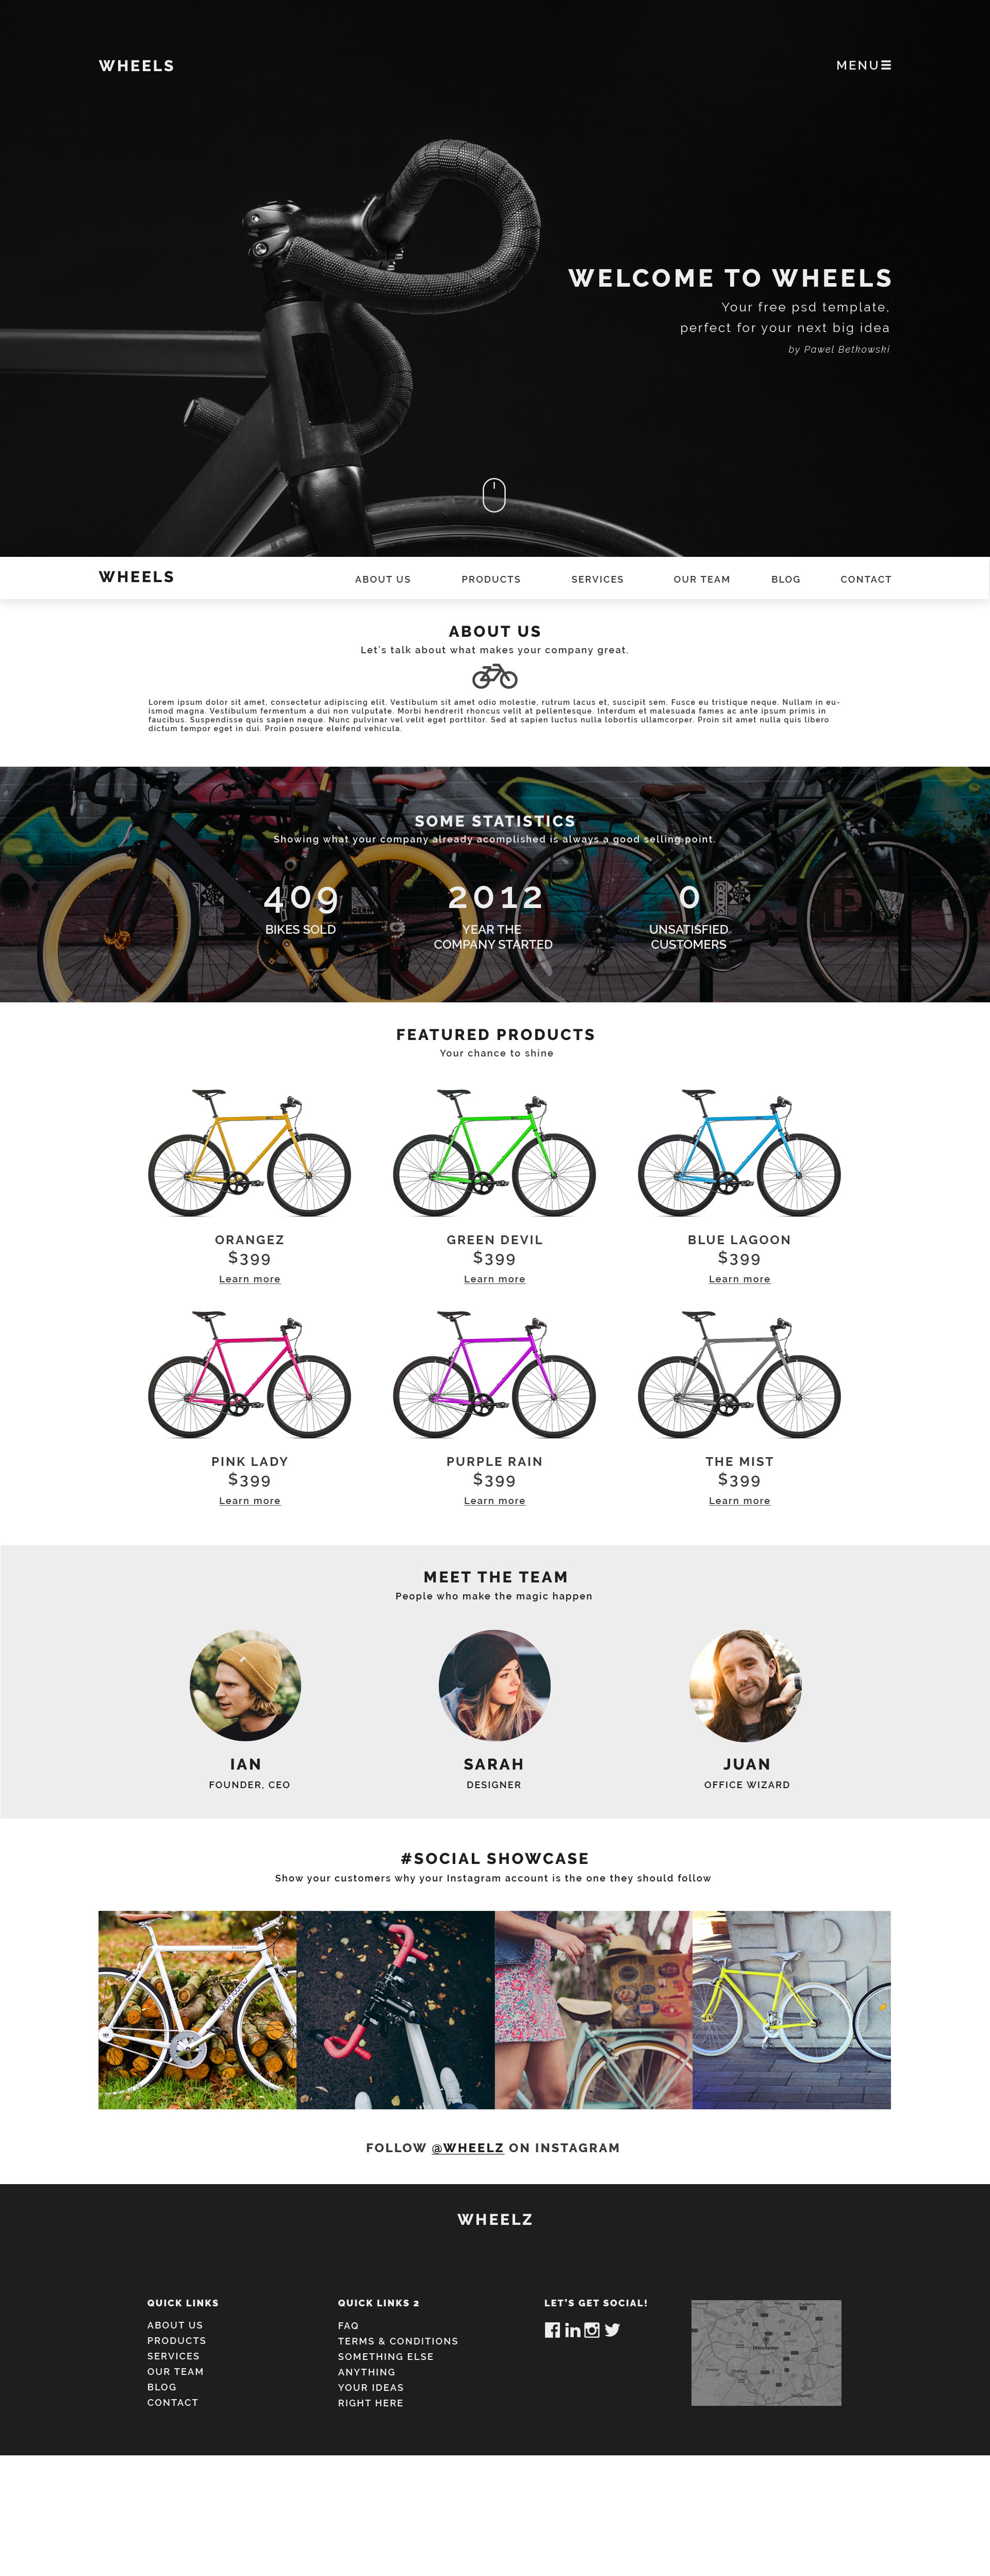 WHEELS
MENU
WELCOME TO WHEELS
Your free psd template,
perfect for your next big idea
by Pawel Betkowski
WHEELS
ABOUT US
PRODUCTS
SERVICES
OUR TEAM
BLOG
CONTACT
ABOUT US
Let's talk about what makes your company great.
Lorem ipsum dolor sit amet, consectetur adipiscing elit. Vestibulum sit amet odio molestie, rutrum lacus et, suscipit sem. Fusce eu tristique neque. Nullam in eu-
ismod magna. Vestibulum fermentum a dui non vulputate. Morbi hendrerit rhoncus velit at pellentesque. Interdum et malesuada fames ac ante ipsum primis in
faucibus. Suspendisse quis sapien neque. Nunc pulvinar vel velit eget porttitor. Sed at sapien luctus nulla lobortis ullamcorper. Proin sit amet nulla quis libero
dictum tempor eget in dui. Proin posuere eleifend vehicula.
SOME STATISTICS
Showing what your company already acomplished is always a good selling point.
409
BIKES SOLD
2012
YEAR THE
COMPANY STARTED
0
UNSATISFIED
CUSTOMERS
FEATURED PRODUCTS
Your chance to shine
ORANGEZ
$399
Learn more
GREEN DEVIL
$399
Learn more
BLUE LAGOON
$399
Learn more
PINK LADY
$399
Learn more
PURPLE RAIN
$399
Learn more
THE MIST
$399
Learn more
MEET THE TEAM
People who make the magic happen
IAN
FOUNDER, CEO
SARAH
DESIGNER
JUAN
OFFICE WIZARD
#SOCIAL SHOWCASE
Show your customers why your Instagram account is the one they should follow
FOLLOW @WHEELZ ON INSTAGRAM
WHEELZ
QUICK LINKS
ABOUT US
PRODUCTS
SERVICES
OUR TEAM
BLOG
CONTACT
QUICK LINKS 2
FAQ
TERMS & CONDITIONS
SOMETHING ELSE
ANYTHING
YOUR IDEAS
RIGHT HERE
LET'S GET SOCIAL!
Manchester